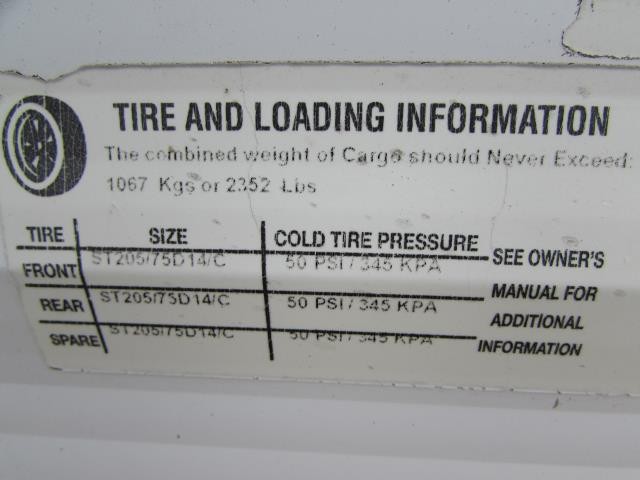 TIRE AND LOADING INFORMATION
The combined weight of Cargo should Never Exceed:
1067 Kgs or 2352 Lbs
TIRE SIZE COLD TIRE PRESSURE SEE OWNER'S
FRONT ST205/75D14/C 50 PSI / 345 KPA MANUAL FOR
REAR ST205/75D14/C 50 PSI / 345 KPA ADDITIONAL
SPARE ST205/75D14/C 50 PSI / 345 KPA INFORMATION